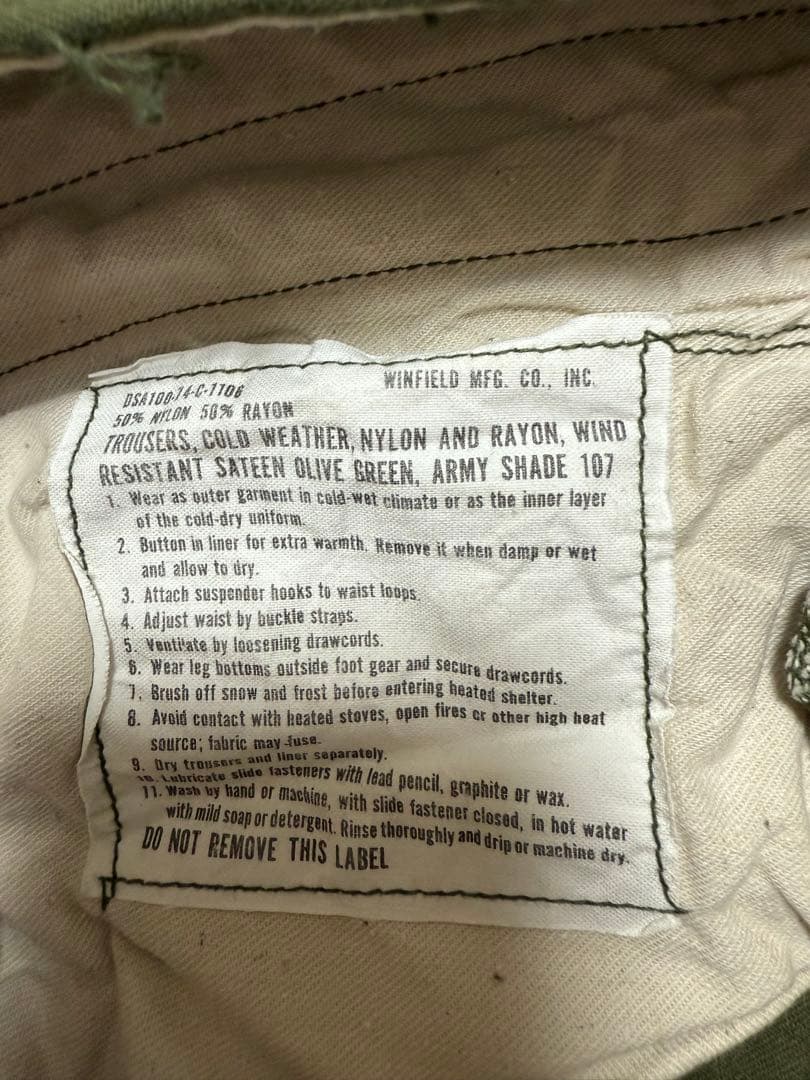 DSA100-74-C-1106
WINFIELD MFG. CO., INC.
50% NYLON 50% RAYON
TROUSERS, COLD WEATHER, NYLON AND RAYON, WIND
RESISTANT SATEEN OLIVE GREEN, ARMY SHADE 107
1. Wear as outer garment in cold-wet climate or as the inner layer
of the cold-dry uniform.
2. Button in liner for extra warmth. Remove it when damp or wet
and allow to dry.
3. Attach suspender hooks to waist loops.
4. Adjust waist by buckle straps.
5. Ventilate by loosening drawcords.
6. Wear leg bottoms outside foot gear and secure drawcords.
7. Brush off snow and frost before entering heated shelter.
8. Avoid contact with heated stoves, open fires or other high heat
source; fabric may fuse.
9. Dry trousers and liner separately.
10. Lubricate slide fasteners with lead pencil, graphite or wax.
11. Wash by hand or machine, with slide fastener closed, in hot water
with mild soap or detergent. Rinse thoroughly and drip or machine dry.
DO NOT REMOVE THIS LABEL